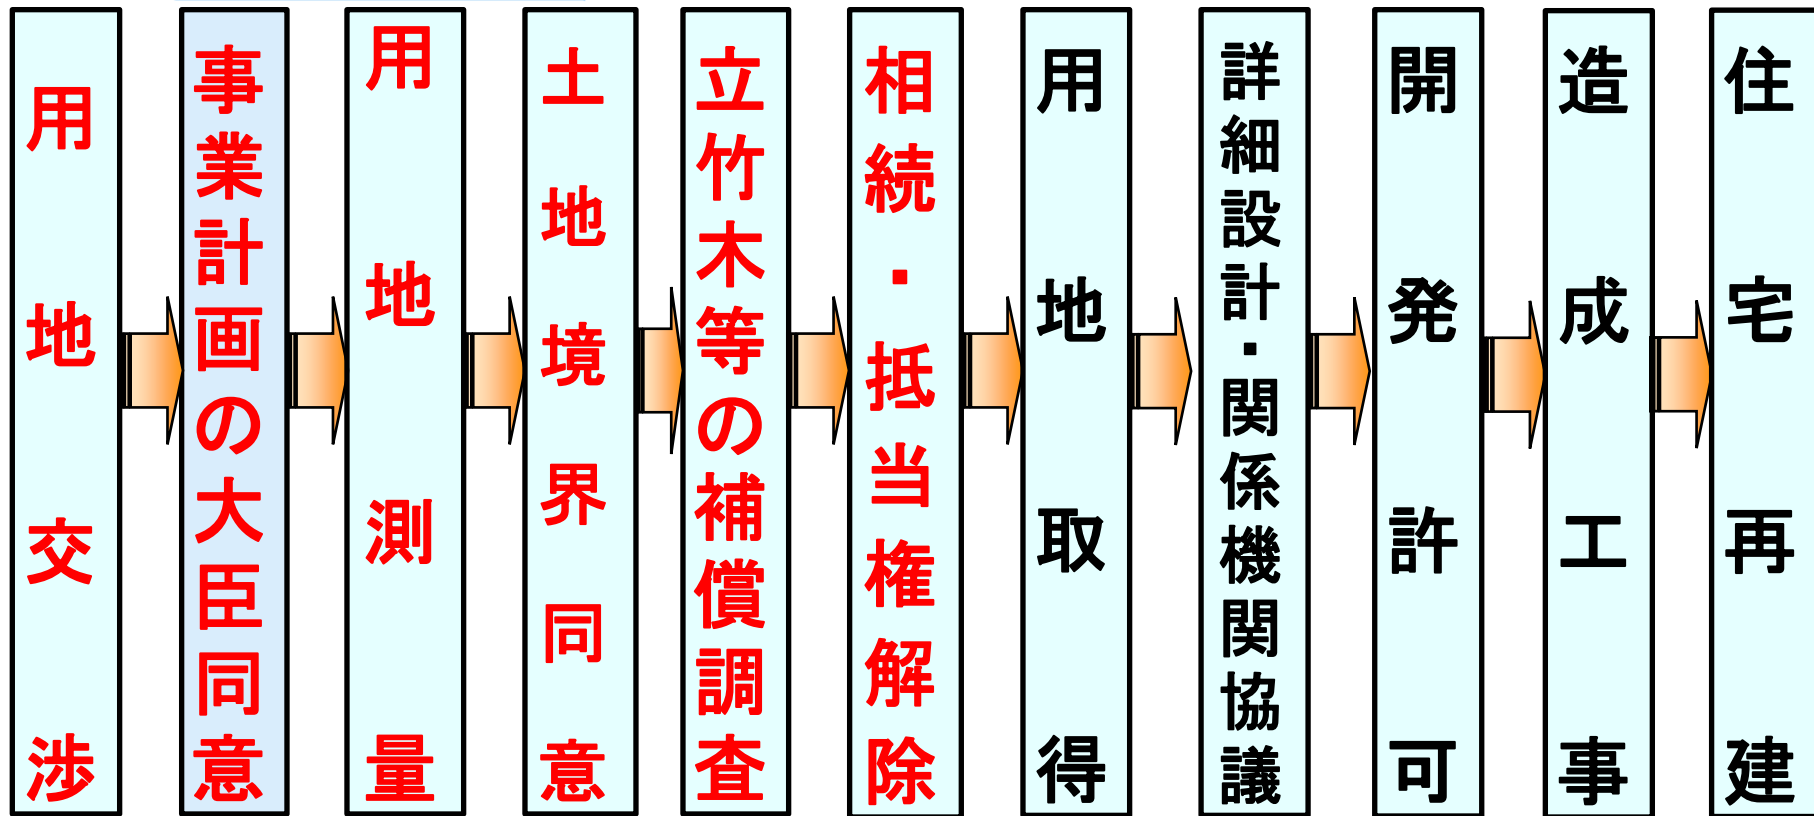 用地交渉
事業計画の大臣同意
用地測量
土地境界同意
立竹木等の補償調査
相続・抵当権解除
用地取得
詳細設計・関係機関協議
開発許可
造成工事
住宅再建